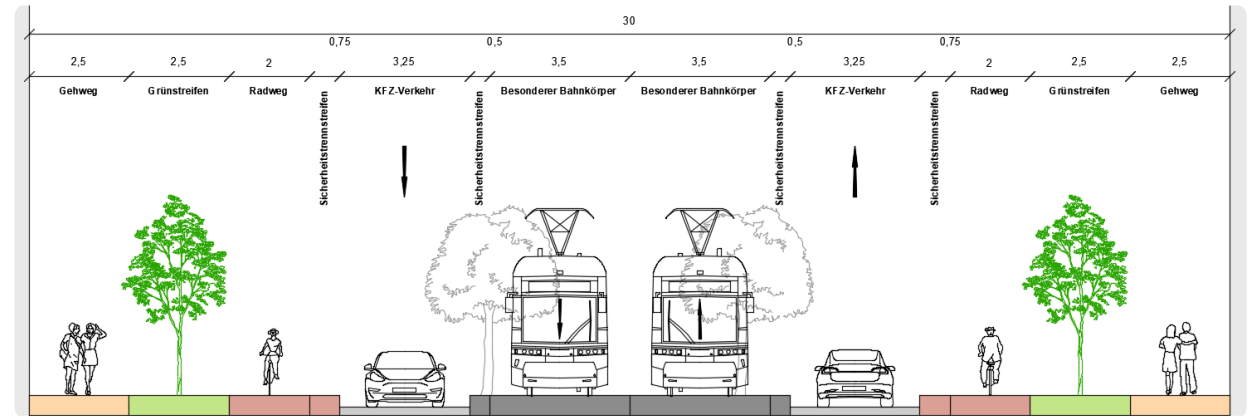 30
0,75
0,5
0,5
0,75
2,5
2,5
2
3,25
3,5
3,5
3,25
2
2,5
2,5
Gehweg
Grünstreifen
Radweg
Sicherheitstrennstreifen
KFZ-Verkehr
Sicherheitstrennstreifen
Besonderer Bahnkörper
Besonderer Bahnkörper
Sicherheitstrennstreifen
KFZ-Verkehr
Sicherheitstrennstreifen
Radweg
Grünstreifen
Gehweg